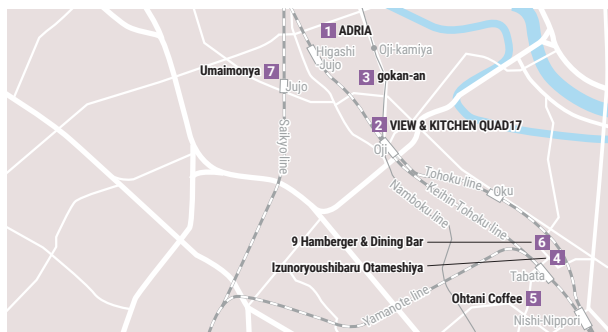 1 ADRIA
Higashi
Jujo
Oji-kamiya
Umaimonya 7
3 gokan-an
Jujo
2 VIEW & KITCHEN QUAD17
Saikyo line
Oji
Tohoku line
Oku
Keihin-Tohoku line
Namboku line
9 Hamberger & Dining Bar
6
4
Izunoryoushibaru Otameshiya
Tabata
Ohtani Coffee 5
Yamanote line
Nishi-Nippori